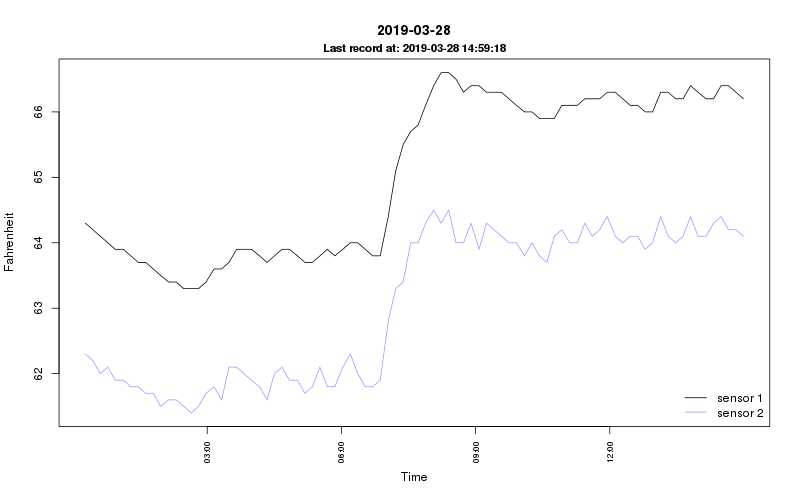 2019-03-28
Last record at: 2019-03-28 14:59:18
Fahrenheit
66
65
64
63
62
sensor 1
sensor 2
03:00
06:00
09:00
12:00
Time